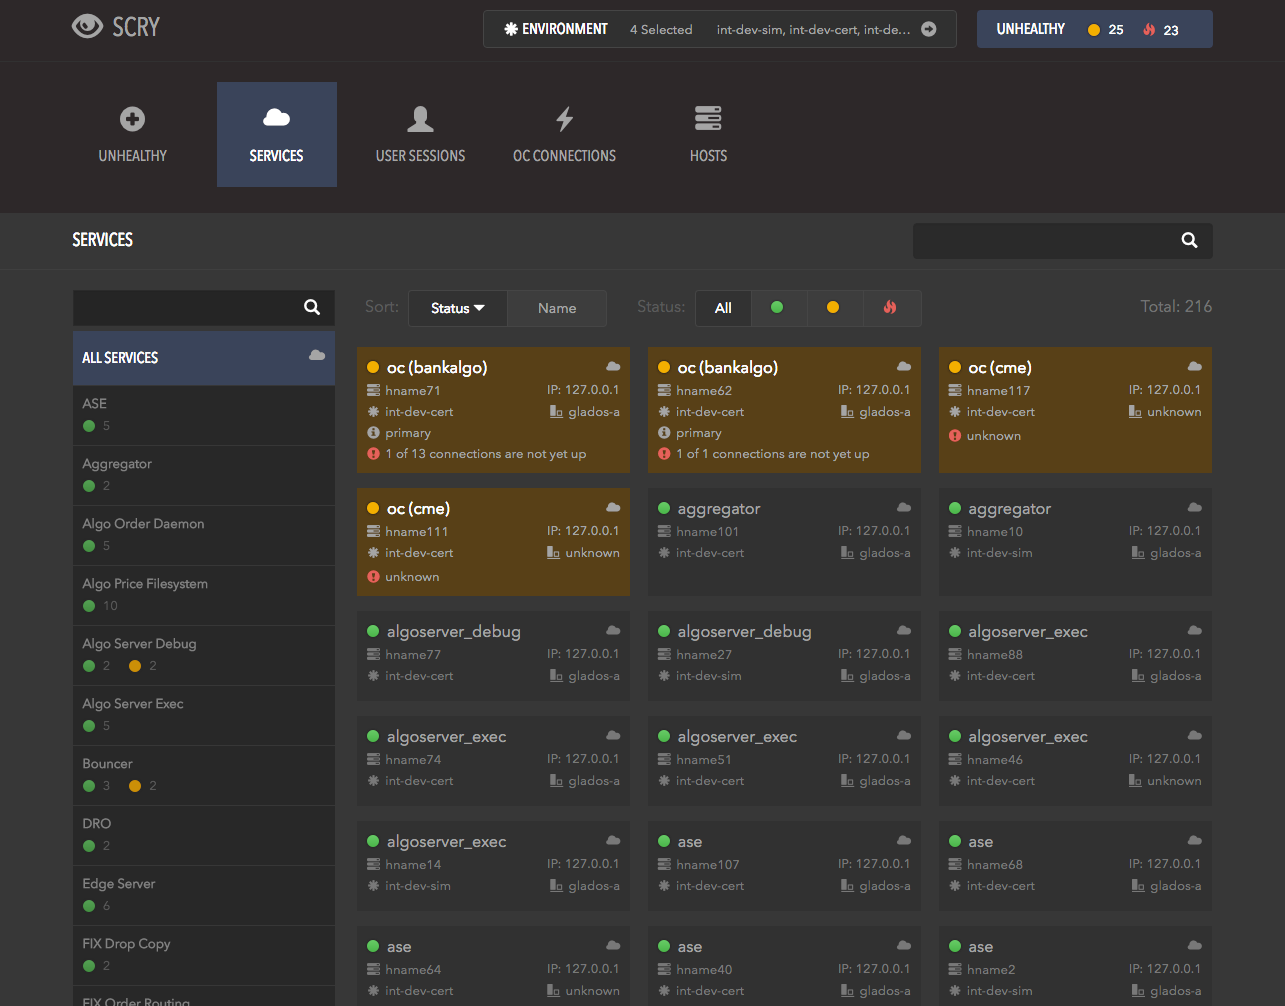 SCRY
ENVIRONMENT 4 Selected int-dev-sim, int-dev-cert, int-de...
UNHEALTHY 25 23
UNHEALTHY
SERVICES
USER SESSIONS
OC CONNECTIONS
HOSTS
SERVICES
Sort: Status Name Status: All Total: 216
ALL SERVICES
ASE
5
Aggregator
2
Algo Order Daemon
5
Algo Price Filesystem
10
Algo Server Debug
2 2
Algo Server Exec
5
Bouncer
3 2
DRO
2
Edge Server
6
FIX Drop Copy
2
FIX Order Routing
oc (bankalgo)
hname71 IP: 127.0.0.1
int-dev-cert glados-a
primary
1 of 13 connections are not yet up
oc (bankalgo)
hname62 IP: 127.0.0.1
int-dev-cert glados-a
primary
1 of 1 connections are not yet up
oc (cme)
hname117 IP: 127.0.0.1
int-dev-cert unknown
unknown
oc (cme)
hname111 IP: 127.0.0.1
int-dev-cert unknown
unknown
aggregator
hname101 IP: 127.0.0.1
int-dev-cert glados-a
aggregator
hname10 IP: 127.0.0.1
int-dev-sim glados-a
algoserver_debug
hname77 IP: 127.0.0.1
int-dev-cert glados-a
algoserver_debug
hname27 IP: 127.0.0.1
int-dev-sim glados-a
algoserver_exec
hname88 IP: 127.0.0.1
int-dev-cert glados-a
algoserver_exec
hname74 IP: 127.0.0.1
int-dev-cert glados-a
algoserver_exec
hname51 IP: 127.0.0.1
int-dev-cert glados-a
algoserver_exec
hname46 IP: 127.0.0.1
int-dev-cert unknown
algoserver_exec
hname14 IP: 127.0.0.1
int-dev-sim glados-a
ase
hname107 IP: 127.0.0.1
int-dev-cert glados-a
ase
hname68 IP: 127.0.0.1
int-dev-cert glados-a
ase
hname64 IP: 127.0.0.1
int-dev-cert unknown
ase
hname40 IP: 127.0.0.1
int-dev-cert glados-a
ase
hname2 IP: 127.0.0.1
int-dev-sim glados-a